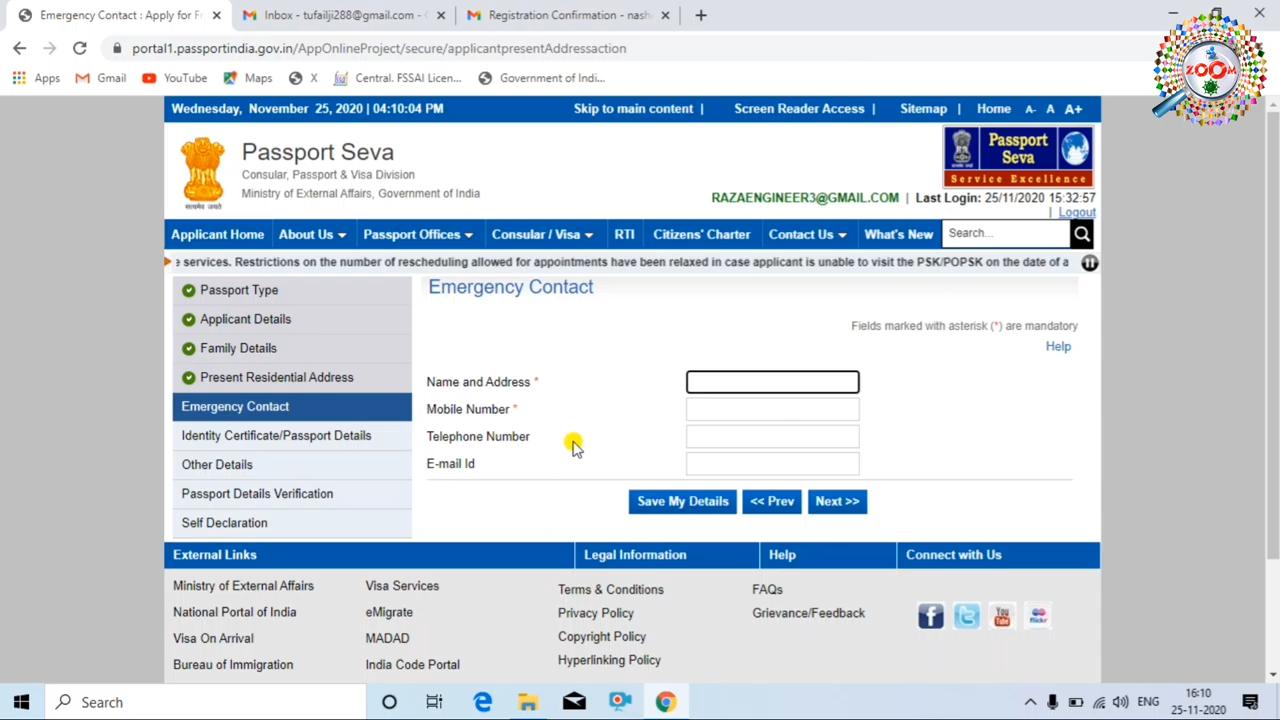 Emergency Contact : Apply for F
Inbox - tufailji288@gmail.com -
Registration Confirmation - nash
portal1.passportindia.gov.in/AppOnlineProject/secure/applicantpresentAddressaction
Apps Gmail YouTube Maps X Central. FSSAI Licen... Government of Indi...
ZOOM
Wednesday, November 25, 2020 | 04:10:04 PM Skip to main content | Screen Reader Access | Sitemap | Home A- A A+
Passport Seva
Consular, Passport & Visa Division
Ministry of External Affairs, Government of India
सत्यमेव जयते
Passport
Seva
Service Excellence
RAZAENGINEER3@GMAIL.COM | Last Login: 25/11/2020 15:32:57
| Logout
Applicant Home About Us Passport Offices Consular / Visa RTI Citizens' Charter Contact Us What's New Search...
e services. Restrictions on the number of rescheduling allowed for appointments have been relaxed in case applicant is unable to visit the PSK/POPSK on the date of a
Passport Type
Applicant Details
Family Details
Present Residential Address
Emergency Contact
Identity Certificate/Passport Details
Other Details
Passport Details Verification
Self Declaration
Emergency Contact
Fields marked with asterisk (*) are mandatory
Help
Name and Address *
Mobile Number *
Telephone Number
E-mail Id
Save My Details << Prev Next >>
External Links Legal Information Help Connect with Us
Ministry of External Affairs Visa Services Terms & Conditions FAQs
National Portal of India eMigrate Privacy Policy Grievance/Feedback
Visa On Arrival MADAD Copyright Policy
Bureau of Immigration India Code Portal Hyperlinking Policy
f You Tube flickr
Search
ENG
16:10
25-11-2020